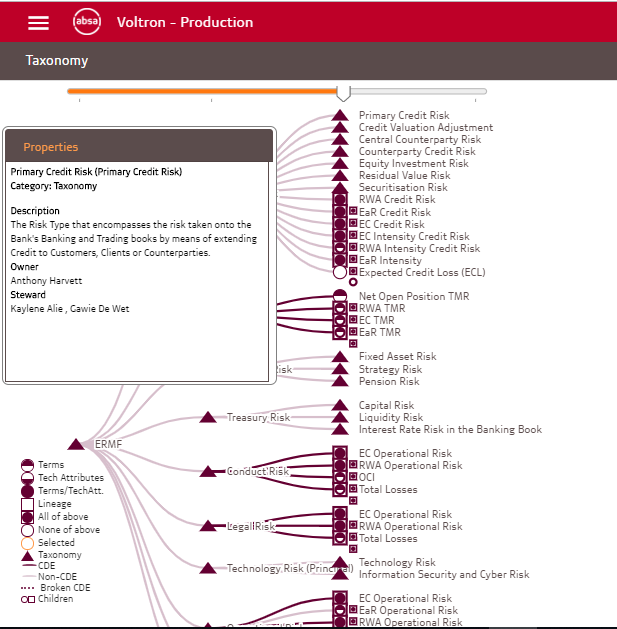 absa
Voltron - Production
Taxonomy
Properties
Primary Credit Risk (Primary Credit Risk)
Category: Taxonomy
Description
The Risk Type that encompasses the risk taken onto the
Bank's Banking and Trading books by means of extending
Credit to Customers, Clients or Counterparties.
Owner
Anthony Harvett
Steward
Kaylene Alie , Gawie De Wet
Primary Credit Risk
Credit Valuation Adjustment
Central Counterparty Risk
Counterparty Credit Risk
Equity Investment Risk
Residual Value Risk
Securitisation Risk
RWA Credit Risk
EaR Credit Risk
EC Credit Risk
EC Intensity Credit Risk
RWA Intensity Credit Risk
EaR Intensity
Expected Credit Loss (ECL)
Net Open Position TMR
RWA TMR
EC TMR
EaR TMR
Fixed Asset Risk
Strategy Risk
Pension Risk
Capital Risk
Treasury Risk
Liquidity Risk
Interest Rate Risk in the Banking Book
ERMF
EC Operational Risk
RWA Operational Risk
Conduct Risk
OCI
Total Losses
EC Operational Risk
Legal Risk
RWA Operational Risk
Total Losses
Technology Risk (Principal)
Technology Risk
Information Security and Cyber Risk
EC Operational Risk
EaR Operational Risk
RWA Operational Risk
Terms
Tech Attributes
Terms/TechAtt.
Lineage
All of above
None of above
Selected
Taxonomy
CDE
Non-CDE
Broken CDE
Children